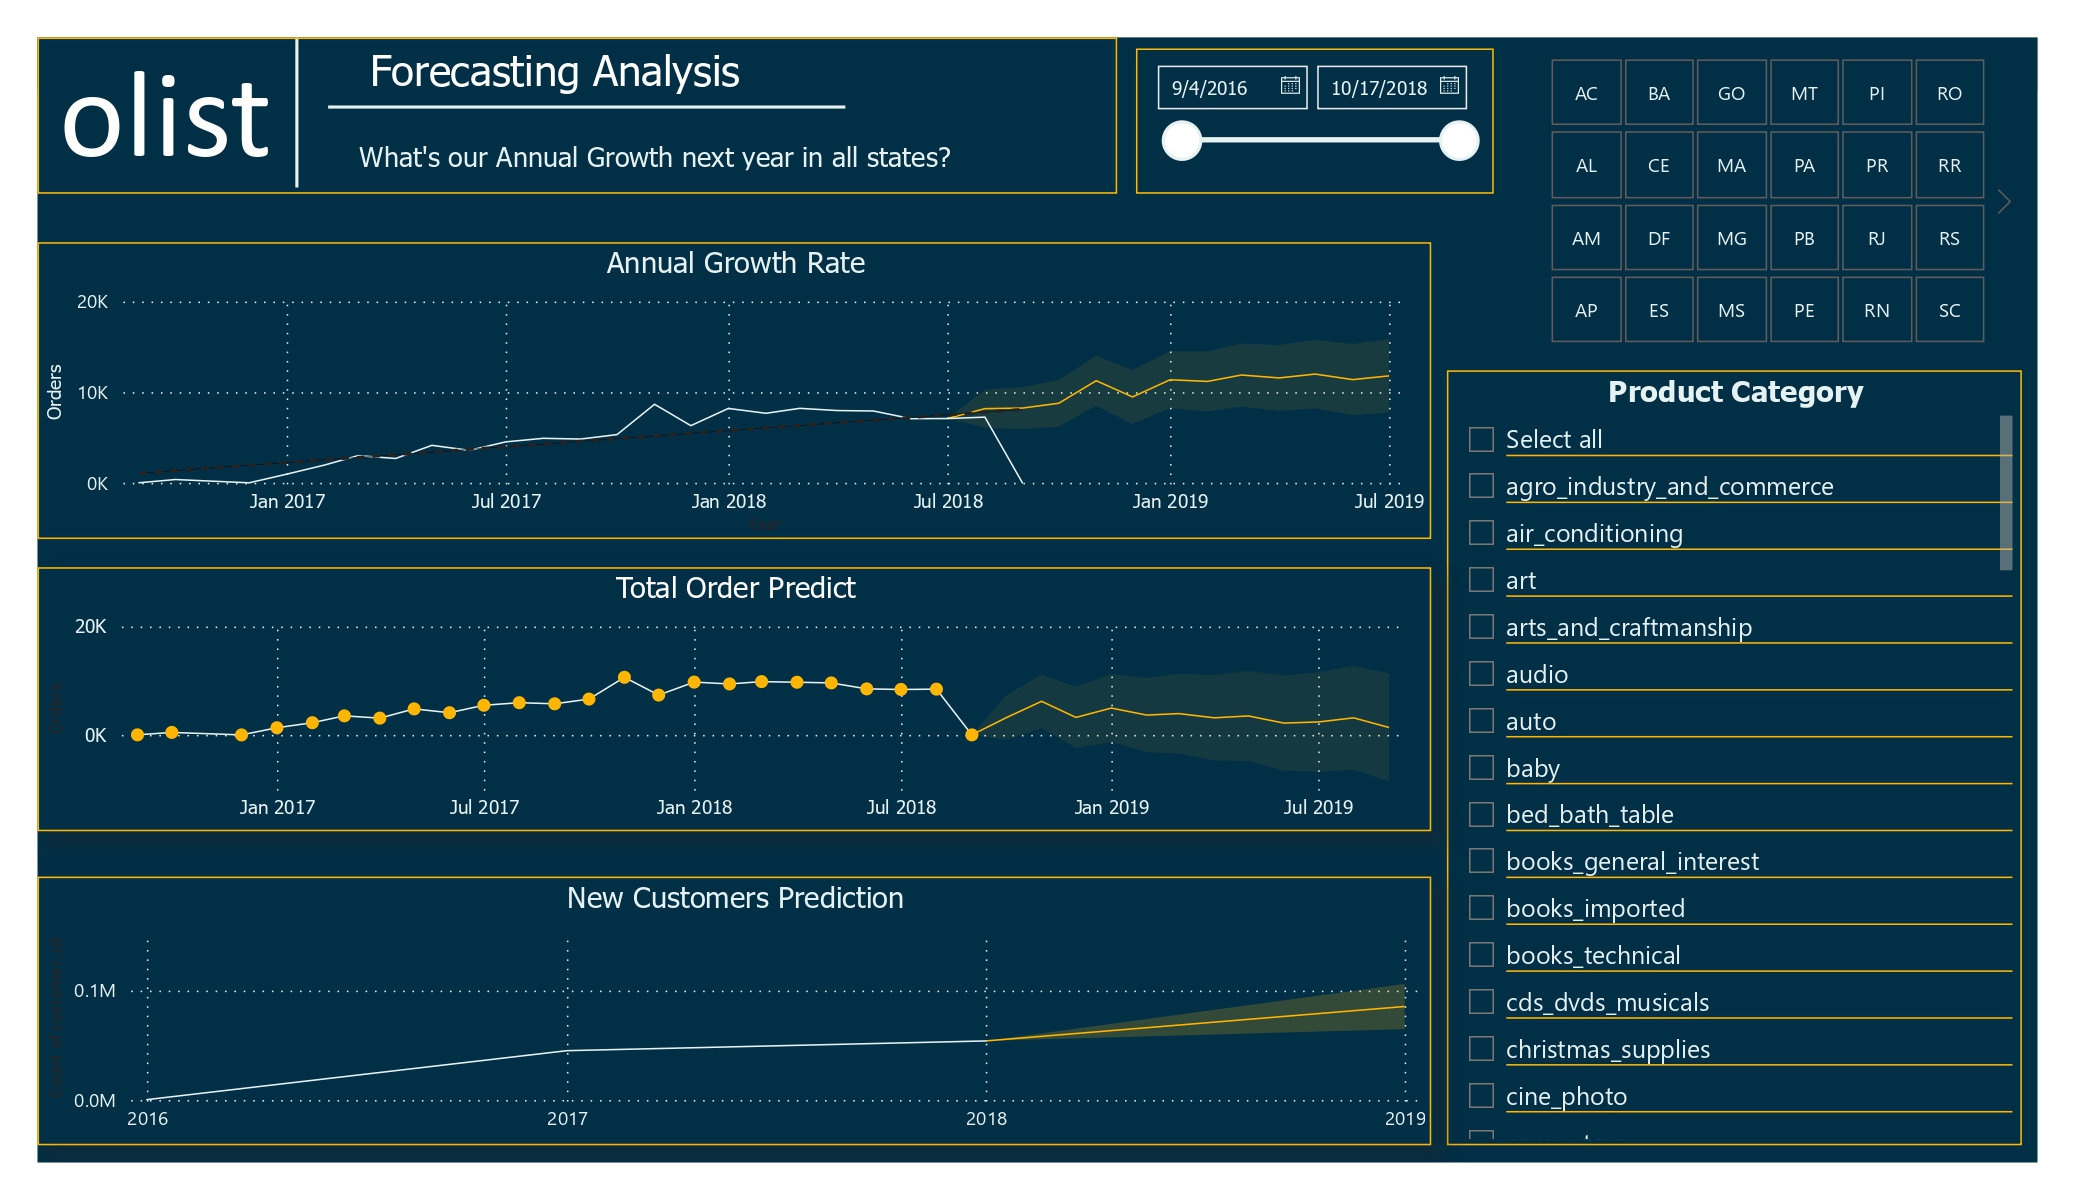 olist
Forecasting Analysis
What's our Annual Growth next year in all states?
9/4/2016
10/17/2018
AC BA GO MT PI RO
AL CE MA PA PR RR
AM DF MG PB RJ RS
AP ES MS PE RN SC
Annual Growth Rate
Orders
20K
10K
0K
Jan 2017 Jul 2017 Jan 2018 Jul 2018 Jan 2019 Jul 2019
Year
Total Order Predict
20K
0K
Jan 2017 Jul 2017 Jan 2018 Jul 2018 Jan 2019 Jul 2019
New Customers Prediction
0.1M
0.0M
2016 2017 2018 2019
Product Category
Select all
agro_industry_and_commerce
air_conditioning
art
arts_and_craftmanship
audio
auto
baby
bed_bath_table
books_general_interest
books_imported
books_technical
cds_dvds_musicals
christmas_supplies
cine_photo